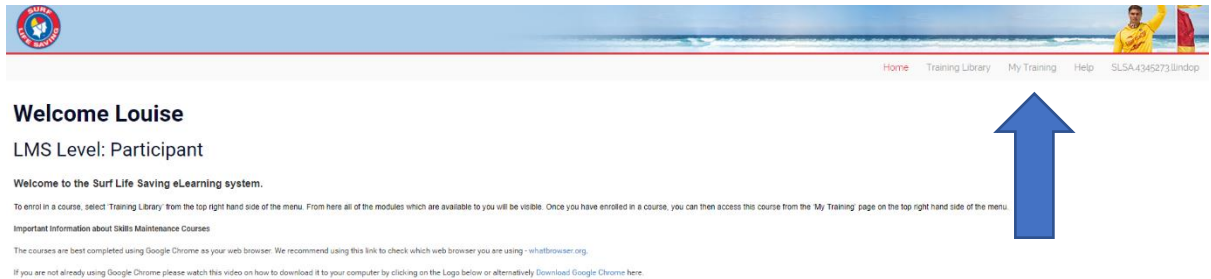 SURF
LIFE SAVING
Home Training Library My Training Help SLSA.4345273.llindop
Welcome Louise
LMS Level: Participant
Welcome to the Surf Life Saving eLearning system.
To enrol in a course, select 'Training Library' from the top right hand side of the menu. From here all of the modules which are available to you will be visible. Once you have enrolled in a course, you can then access this course from the 'My Training' page on the top right hand side of the menu.
Important Information about Skills Maintenance Courses
The courses are best completed using Google Chrome as your web browser. We recommend using this link to check which web browser you are using - whatbrowser.org.
If you are not already using Google Chrome please watch this video on how to download it to your computer by clicking on the Logo below or alternatively Download Google Chrome here.